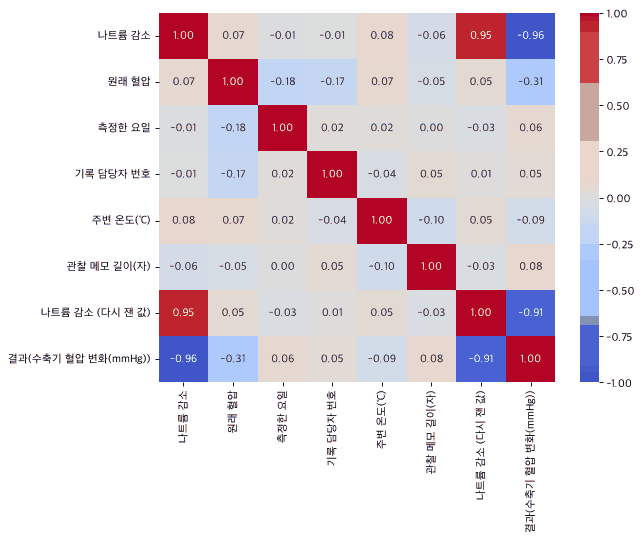 나트륨 감소 1.00 0.07 -0.01 -0.01 0.08 -0.06 0.95 -0.96
원래 혈압 0.07 1.00 -0.18 -0.17 0.07 -0.05 0.05 -0.31
측정한 요일 -0.01 -0.18 1.00 0.02 0.02 0.00 -0.03 0.06
기록 담당자 번호 -0.01 -0.17 0.02 1.00 -0.04 0.05 0.01 0.05
주변 온도(℃) 0.08 0.07 0.02 -0.04 1.00 -0.10 0.05 -0.09
관찰 메모 길이(자) -0.06 -0.05 0.00 0.05 -0.10 1.00 -0.03 0.08
나트륨 감소 (다시 잰 값) 0.95 0.05 -0.03 0.01 0.05 -0.03 1.00 -0.91
결과(수축기 혈압 변화(mmHg)) -0.96 -0.31 0.06 0.05 -0.09 0.08 -0.91 1.00
나트륨 감소
원래 혈압
측정한 요일
기록 담당자 번호
주변 온도(℃)
관찰 메모 길이(자)
나트륨 감소 (다시 잰 값)
결과(수축기 혈압 변화(mmHg))
1.00
0.75
0.50
0.25
0.00
-0.25
-0.50
-0.75
-1.00